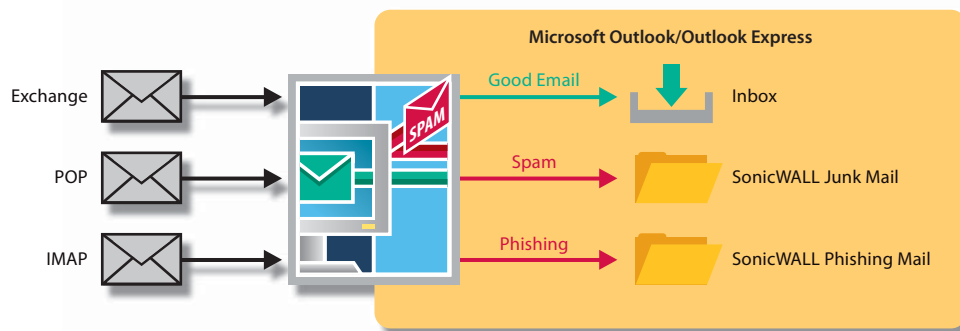 Microsoft Outlook/Outlook Express
Exchange
Good Email
Inbox
SPAM
POP
Spam
SonicWALL Junk Mail
IMAP
Phishing
SonicWALL Phishing Mail